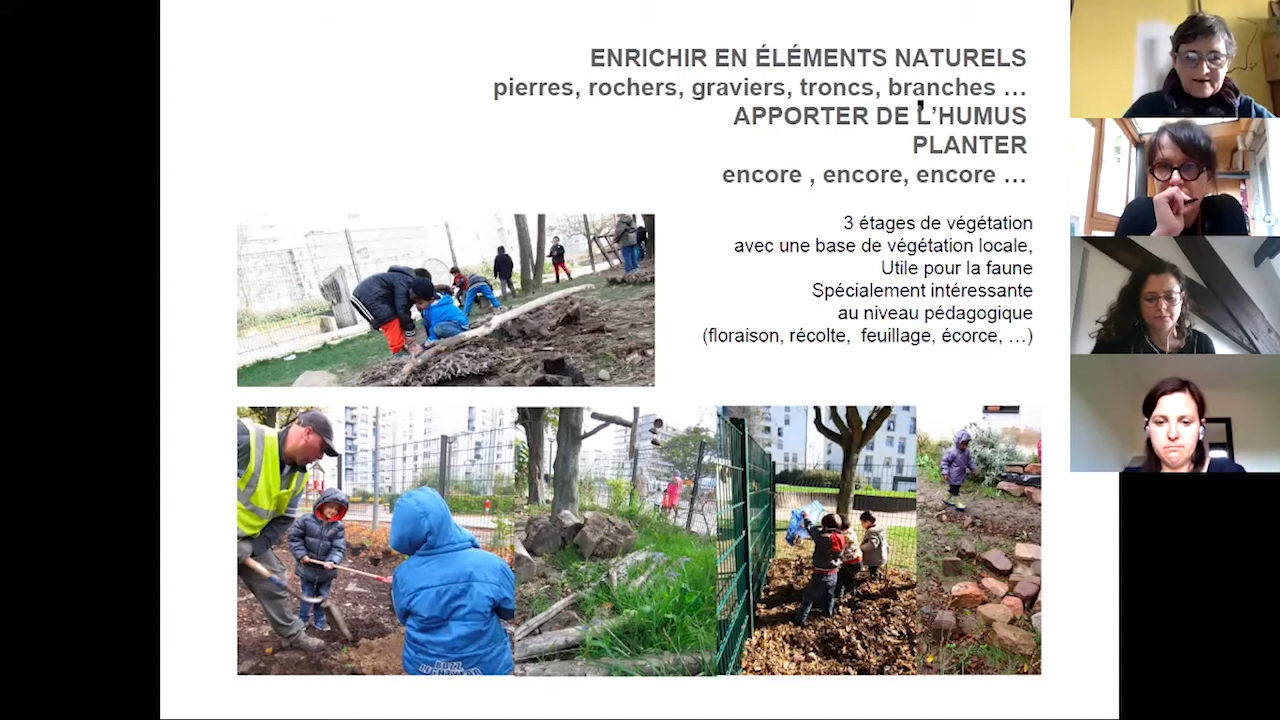 ENRICHIR EN ÉLÉMENTS NATURELS
pierres, rochers, graviers, troncs, branches …
APPORTER DE L’HUMUS
PLANTER
encore , encore, encore …
3 étages de végétation
avec une base de végétation locale,
Utile pour la faune
Spécialement intéressante
au niveau pédagogique
(floraison, récolte, feuillage, écorce, …)
BUZZ
LIGHTYEAR